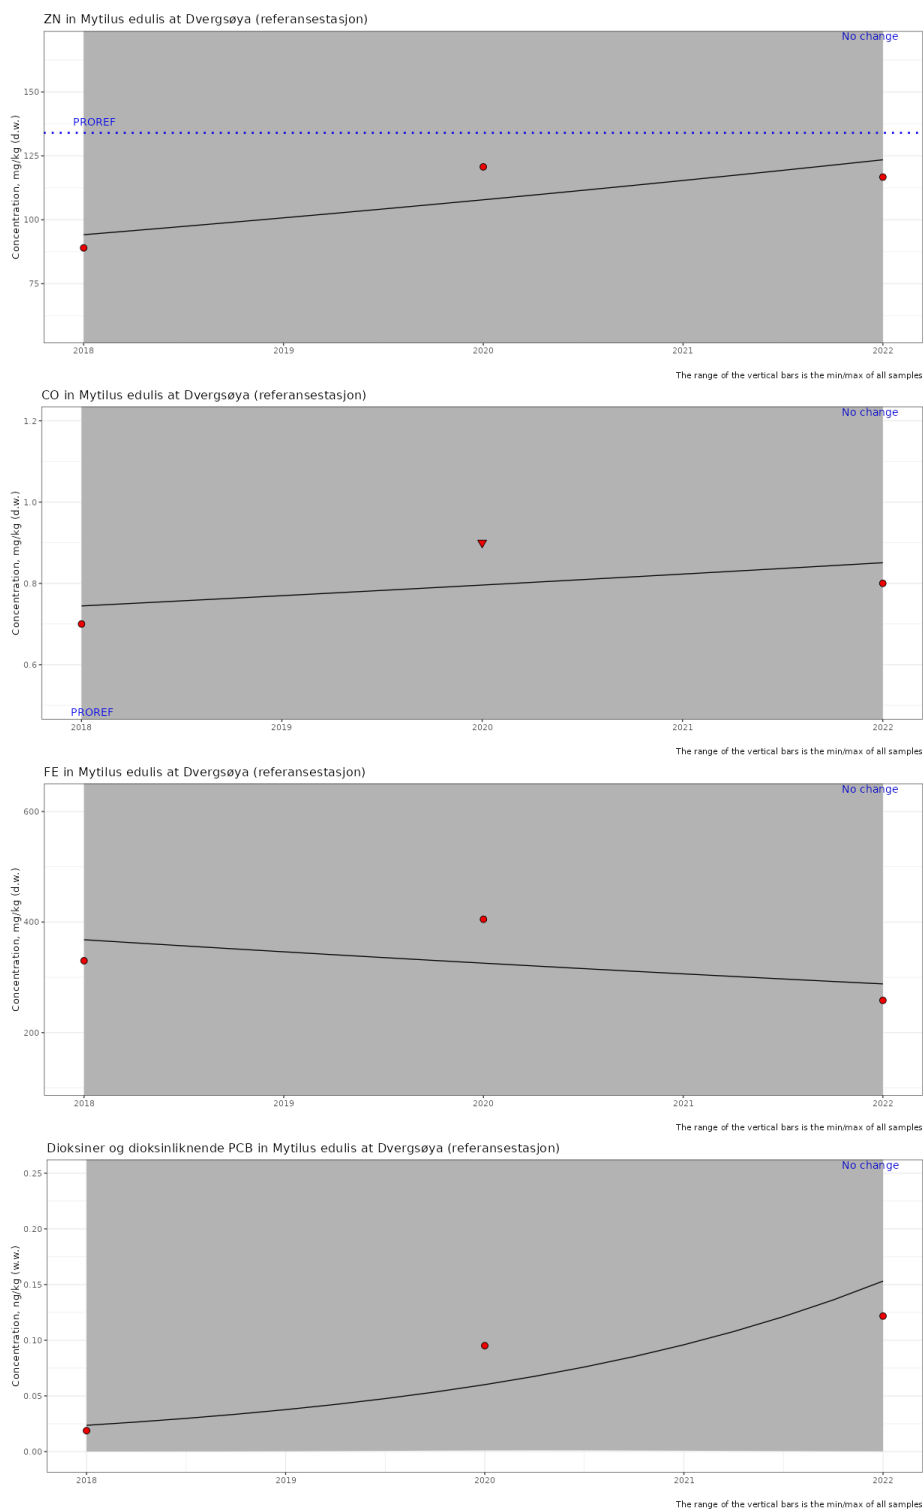 ZN in Mytilus edulis at Dvergsøya (referansestasjon)
No change
PROREF
150
125
100
75
Concentration, mg/kg (d.w.)
2018 2019 2020 2021 2022
The range of the vertical bars is the min/max of all samples
CO in Mytilus edulis at Dvergsøya (referansestasjon)
No change
1.2
1.0
0.8
0.6
Concentration, mg/kg (d.w.)
PROREF
2018 2019 2020 2021 2022
The range of the vertical bars is the min/max of all samples
FE in Mytilus edulis at Dvergsøya (referansestasjon)
No change
600
400
200
Concentration, mg/kg (d.w.)
2018 2019 2020 2021 2022
The range of the vertical bars is the min/max of all samples
Dioksiner og dioksinliknende PCB in Mytilus edulis at Dvergsøya (referansestasjon)
No change
0.25
0.20
0.15
0.10
0.05
0.00
Concentration, ng/kg (w.w.)
2018 2019 2020 2021 2022
The range of the vertical bars is the min/max of all samples